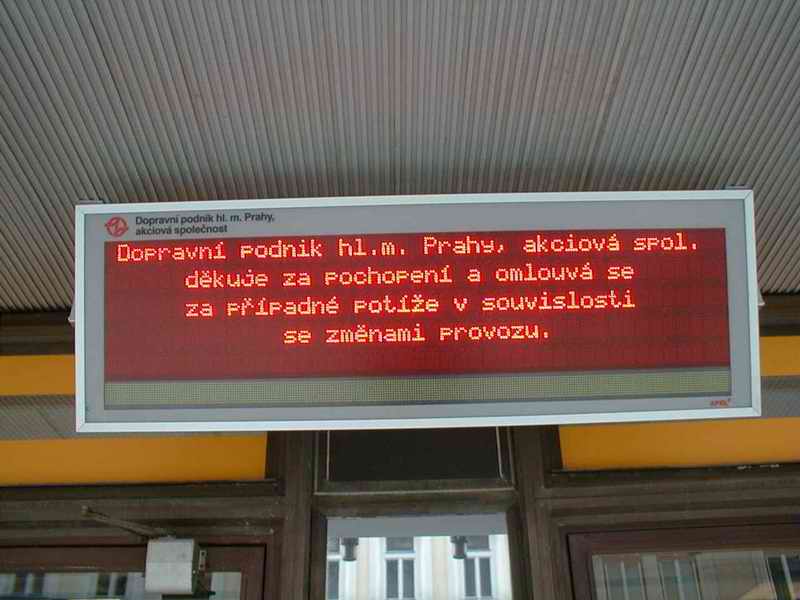 Dopravní podnik hl. m. Prahy,
akciová společnost
Dopravní podnik hl.m. Prahy, akciová spol.
děkuje za pochopení a omlouvá se
za případné potíže v souvislosti
se změnami provozu.
APEL